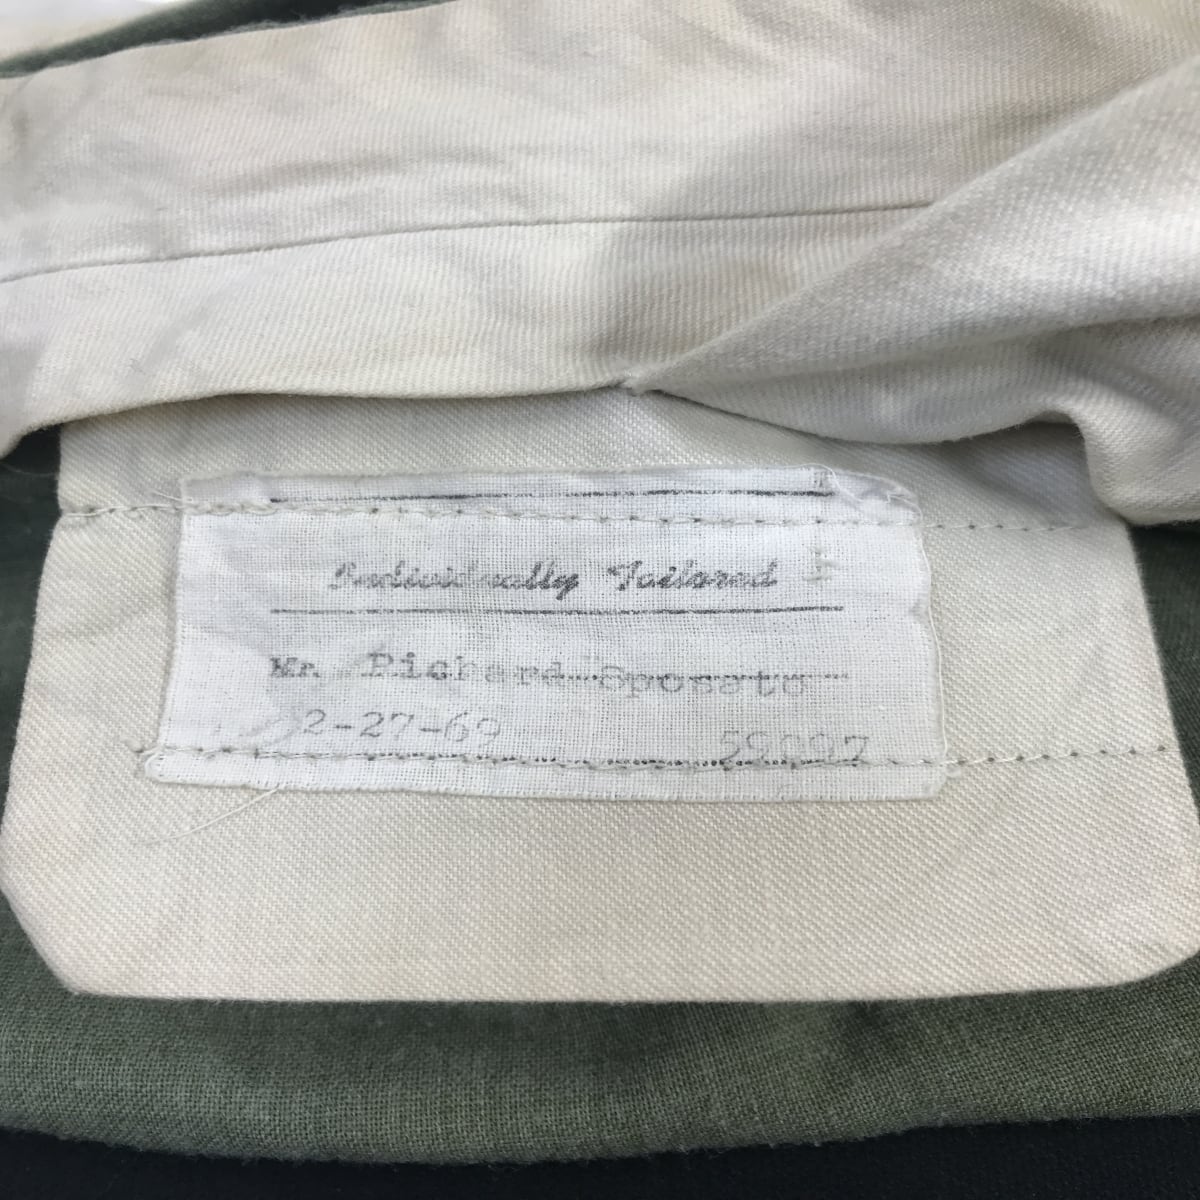 Individually Tailored
Mr. Richard Sposato
2-27-69 59097